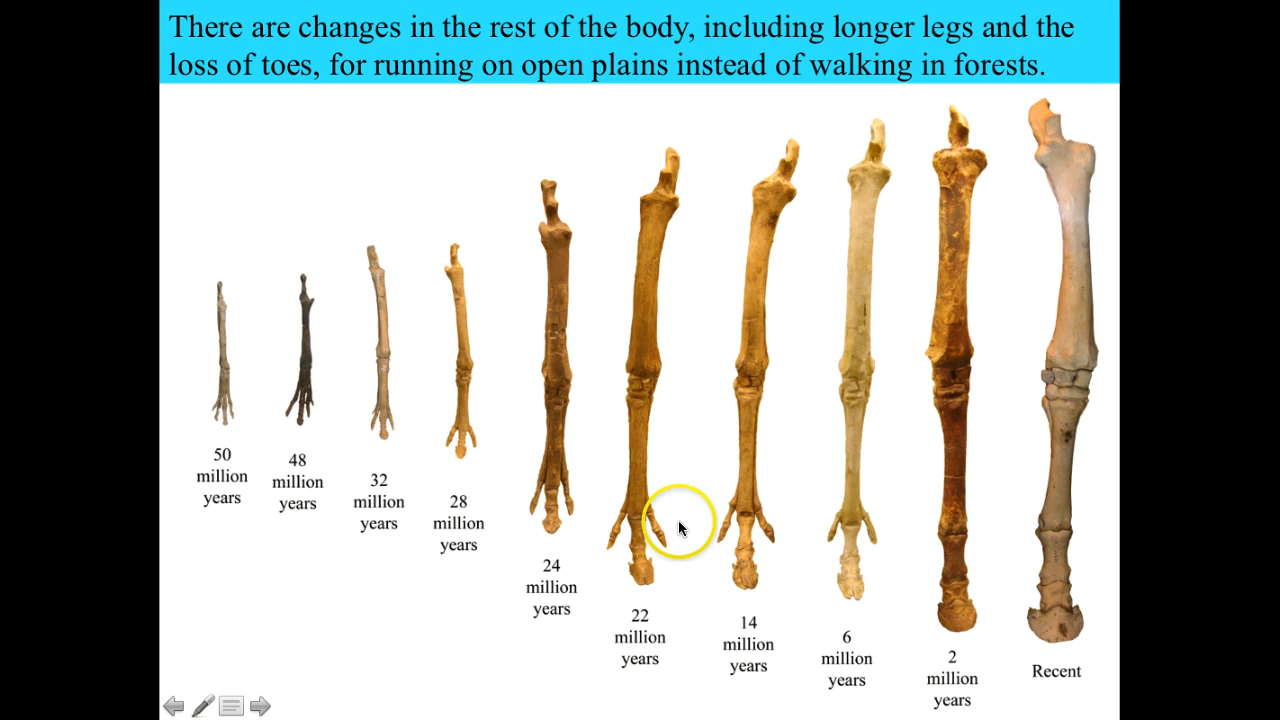 There are changes in the rest of the body, including longer legs and the
loss of toes, for running on open plains instead of walking in forests.
50
million
years
48
million
years
32
million
years
28
million
years
24
million
years
22
million
years
14
million
years
6
million
years
2
million
years
Recent